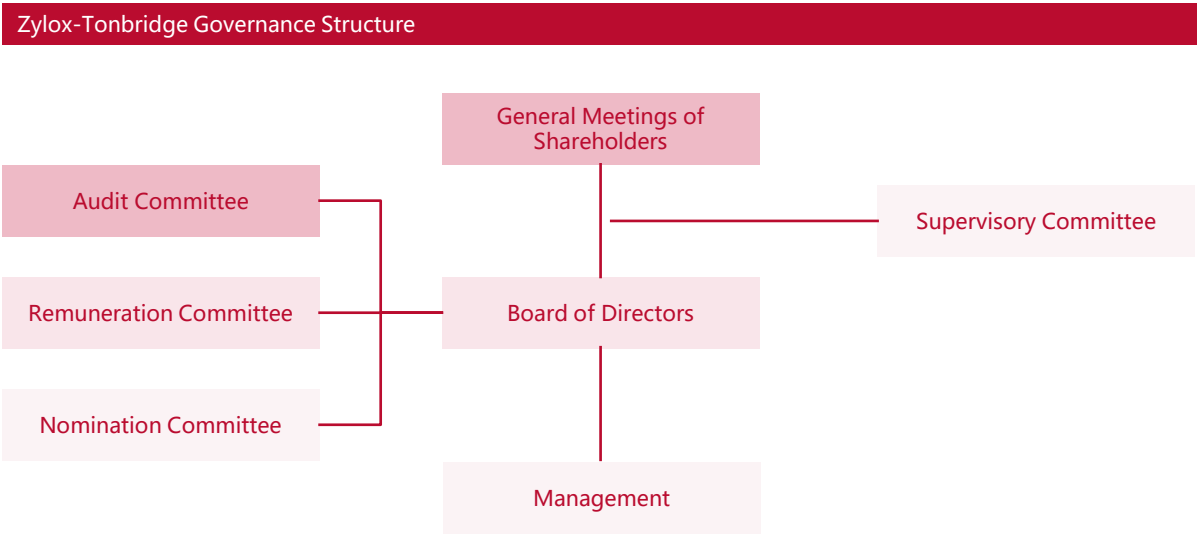 Zylox-Tonbridge Governance Structure
General Meetings of
Shareholders
Audit Committee
Supervisory Committee
Remuneration Committee
Board of Directors
Nomination Committee
Management